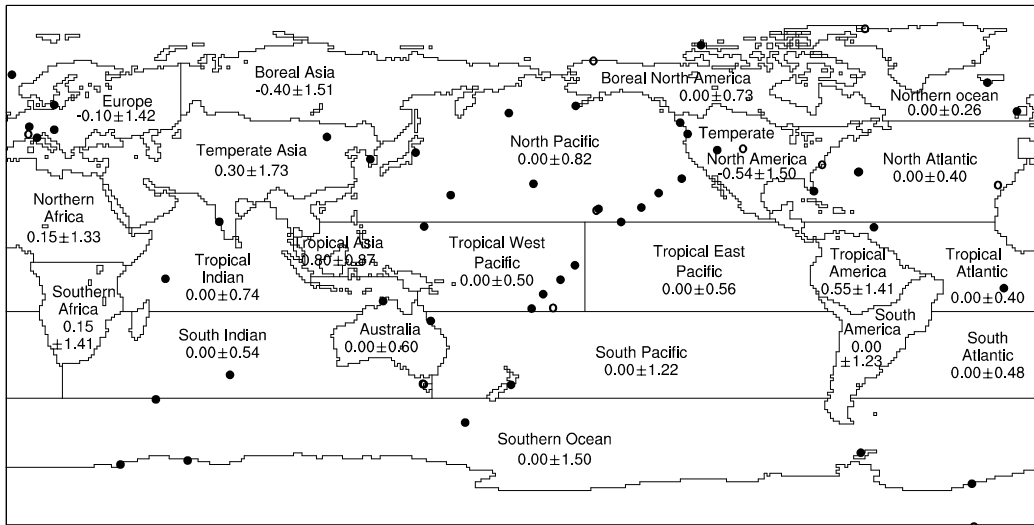 Boreal Asia
-0.40±1.51
Boreal North America
0.00±0.73
Europe
-0.10±1.42
Northern ocean
0.00±0.26
Temperate Asia
0.30±1.73
North Pacific
0.00±0.82
Temperate
North America
-0.54±1.50
North Atlantic
0.00±0.40
Northern
Africa
0.15±1.33
Tropical
Indian
0.00±0.74
Tropical Asia
0.80±0.87
Tropical West
Pacific
0.00±0.50
Tropical East
Pacific
0.00±0.56
Tropical
America
0.55±1.41
Tropical
Atlantic
0.00±0.40
Southern
Africa
0.15
±1.41
South Indian
0.00±0.54
Australia
0.00±0.60
South Pacific
0.00±1.22
South
America
0.00
±1.23
South
Atlantic
0.00±0.48
Southern Ocean
0.00±1.50